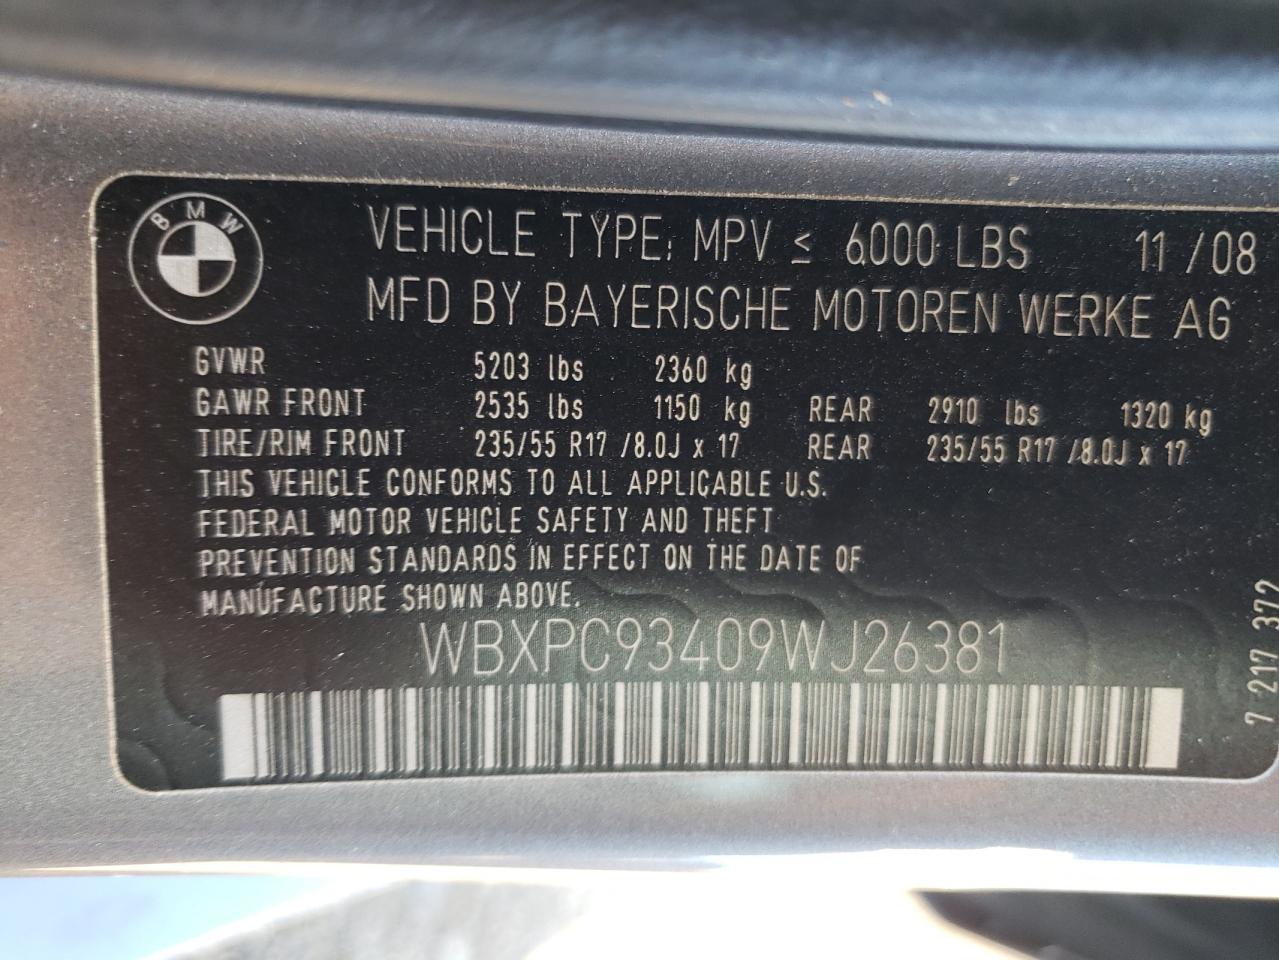 BMW
VEHICLE TYPE: MPV ≤ 6000 LBS 11 /08
MFD BY BAYERISCHE MOTOREN WERKE AG
GVWR 5203 lbs 2360 kg
GAWR FRONT 2535 lbs 1150 kg REAR 2910 lbs 1320 kg
TIRE/RIM FRONT 235/55 R17 /8.0J x 17 REAR 235/55 R17 /8.0J x 17
THIS VEHICLE CONFORMS TO ALL APPLICABLE U.S.
FEDERAL MOTOR VEHICLE SAFETY AND THEFT
PREVENTION STANDARDS IN EFFECT ON THE DATE OF
MANUFACTURE SHOWN ABOVE.
WBXPC93409WJ26381
7 217 372